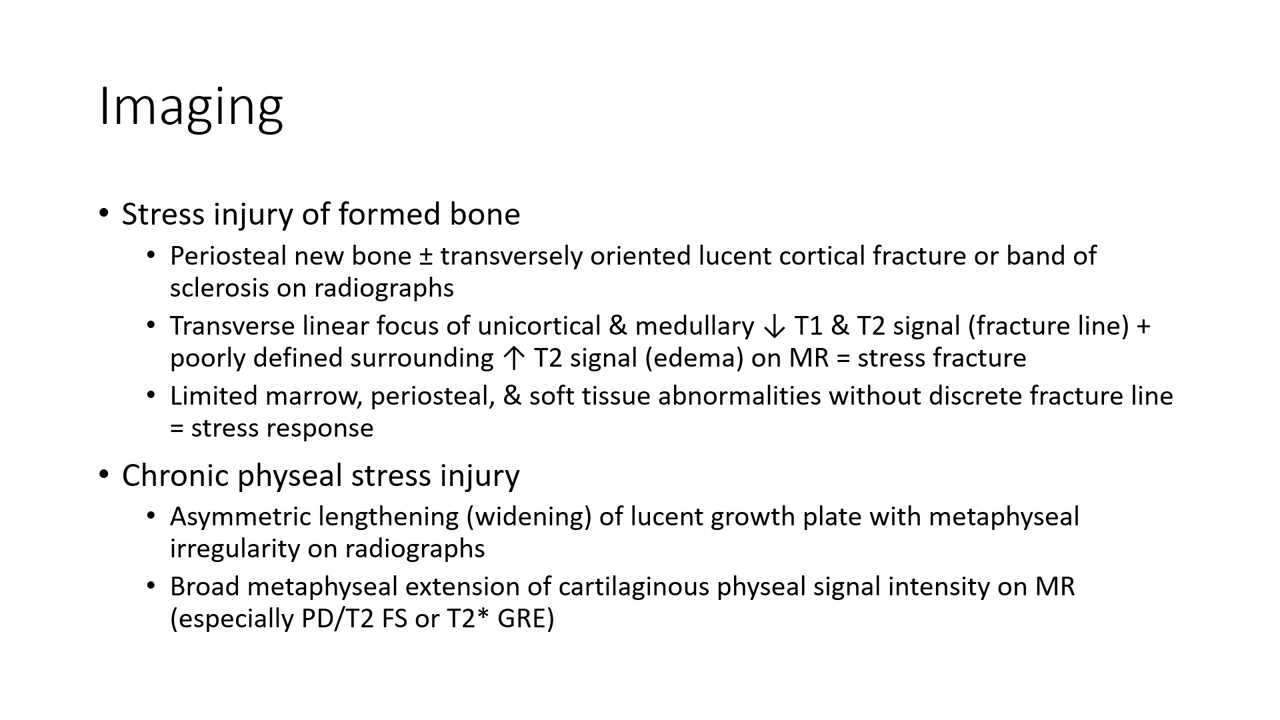 Imaging
• Stress injury of formed bone
• Periosteal new bone ± transversely oriented lucent cortical fracture or band of
sclerosis on radiographs
• Transverse linear focus of unicortical & medullary ↓ T1 & T2 signal (fracture line) +
poorly defined surrounding ↑ T2 signal (edema) on MR = stress fracture
• Limited marrow, periosteal, & soft tissue abnormalities without discrete fracture line
= stress response
• Chronic physeal stress injury
• Asymmetric lengthening (widening) of lucent growth plate with metaphyseal
irregularity on radiographs
• Broad metaphyseal extension of cartilaginous physeal signal intensity on MR
(especially PD/T2 FS or T2* GRE)